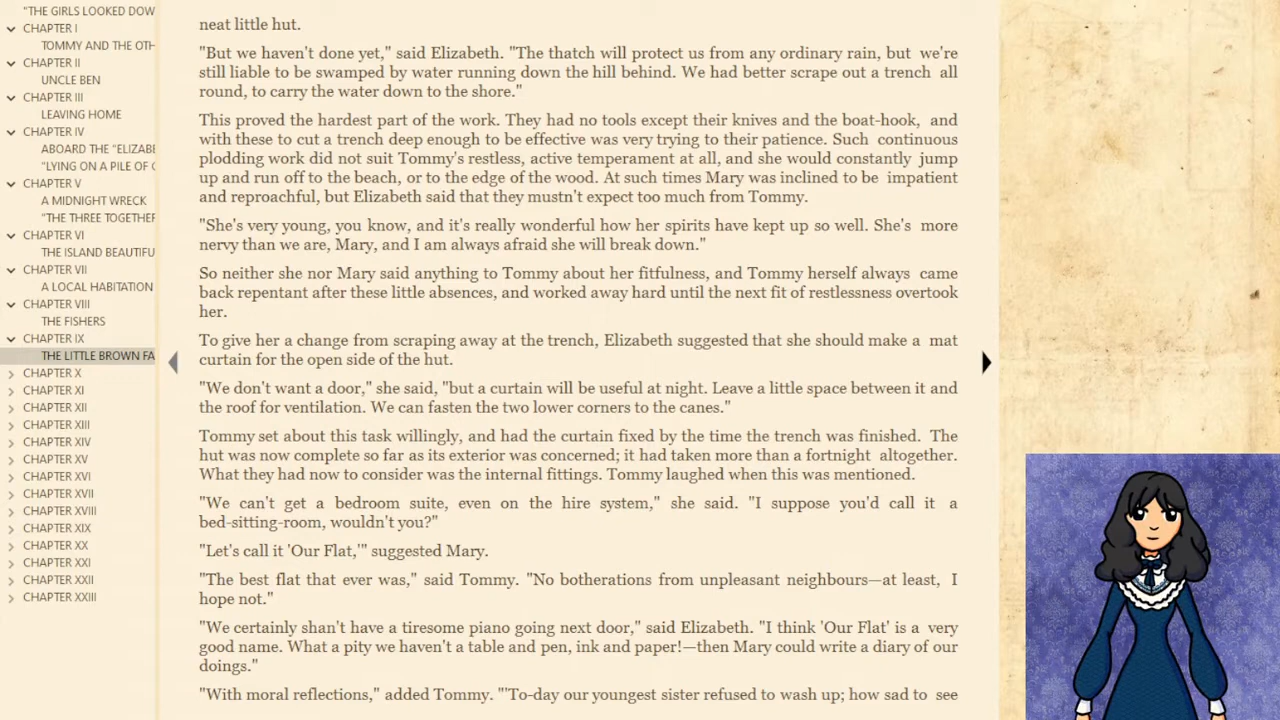 "THE GIRLS LOOKED DOW
CHAPTER I
TOMMY AND THE OTH
CHAPTER II
UNCLE BEN
CHAPTER III
LEAVING HOME
CHAPTER IV
ABOARD THE "ELIZABE
"LYING ON A PILE OF C
CHAPTER V
A MIDNIGHT WRECK
"THE THREE TOGETHER
CHAPTER VI
THE ISLAND BEAUTIFU
CHAPTER VII
A LOCAL HABITATION
CHAPTER VIII
THE FISHERS
CHAPTER IX
THE LITTLE BROWN FA
CHAPTER X
CHAPTER XI
CHAPTER XII
CHAPTER XIII
CHAPTER XIV
CHAPTER XV
CHAPTER XVI
CHAPTER XVII
CHAPTER XVIII
CHAPTER XIX
CHAPTER XX
CHAPTER XXI
CHAPTER XXII
CHAPTER XXIII
neat little hut.
"But we haven't done yet," said Elizabeth. "The thatch will protect us from any ordinary rain, but we're
still liable to be swamped by water running down the hill behind. We had better scrape out a trench all
round, to carry the water down to the shore."
This proved the hardest part of the work. They had no tools except their knives and the boat-hook, and
with these to cut a trench deep enough to be effective was very trying to their patience. Such continuous
plodding work did not suit Tommy's restless, active temperament at all, and she would constantly jump
up and run off to the beach, or to the edge of the wood. At such times Mary was inclined to be impatient
and reproachful, but Elizabeth said that they mustn't expect too much from Tommy.
"She's very young, you know, and it's really wonderful how her spirits have kept up so well. She's more
nervy than we are, Mary, and I am always afraid she will break down."
So neither she nor Mary said anything to Tommy about her fitfulness, and Tommy herself always came
back repentant after these little absences, and worked away hard until the next fit of restlessness overtook
her.
To give her a change from scraping away at the trench, Elizabeth suggested that she should make a mat
curtain for the open side of the hut.
"We don't want a door," she said, "but a curtain will be useful at night. Leave a little space between it and
the roof for ventilation. We can fasten the two lower corners to the canes."
Tommy set about this task willingly, and had the curtain fixed by the time the trench was finished. The
hut was now complete so far as its exterior was concerned; it had taken more than a fortnight altogether.
What they had now to consider was the internal fittings. Tommy laughed when this was mentioned.
"We can't get a bedroom suite, even on the hire system," she said. "I suppose you'd call it a
bed-sitting-room, wouldn't you?"
"Let's call it 'Our Flat,'" suggested Mary.
"The best flat that ever was," said Tommy. "No botherations from unpleasant neighbours—at least, I
hope not."
"We certainly shan't have a tiresome piano going next door," said Elizabeth. "I think 'Our Flat' is a very
good name. What a pity we haven't a table and pen, ink and paper!—then Mary could write a diary of our
doings."
"With moral reflections," added Tommy. "'To-day our youngest sister refused to wash up; how sad to see